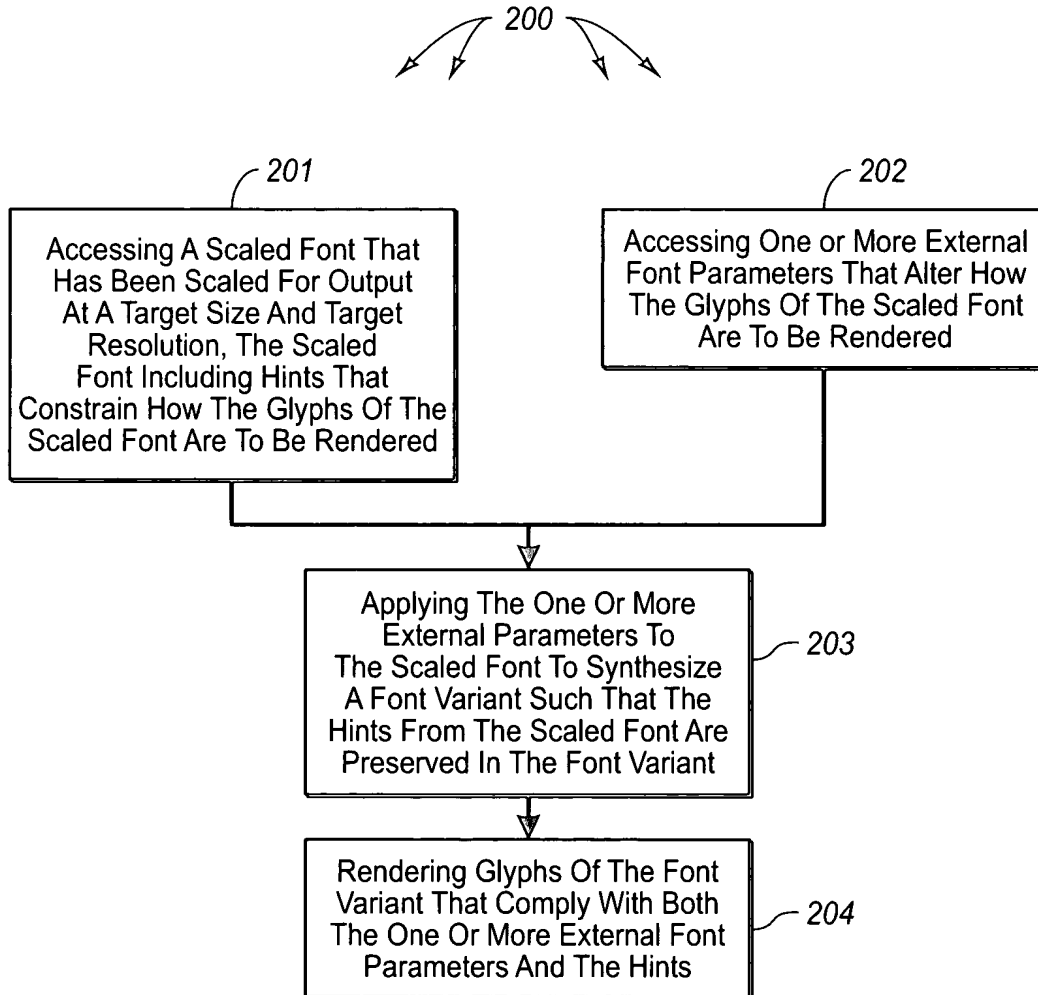 200
201
Accessing A Scaled Font That
Has Been Scaled For Output
At A Target Size And Target
Resolution, The Scaled
Font Including Hints That
Constrain How The Glyphs Of The
Scaled Font Are To Be Rendered
202
Accessing One or More External
Font Parameters That Alter How
The Glyphs Of The Scaled Font
Are To Be Rendered
Applying The One Or More
External Parameters To
The Scaled Font To Synthesize
A Font Variant Such That The
Hints From The Scaled Font Are
Preserved In The Font Variant
203
Rendering Glyphs Of The Font
Variant That Comply With Both
The One Or More External Font
Parameters And The Hints
204